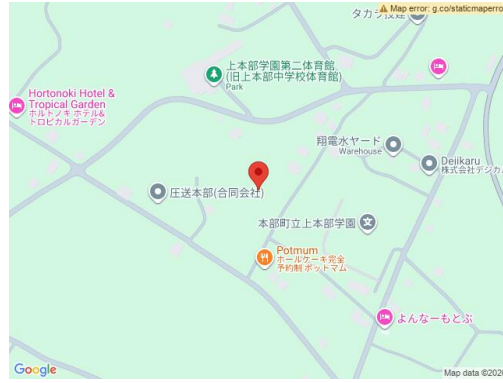 タカラ技建
Map error: g.co/staticmaperro
上本部学園第二体育館.
(旧上本部中学校体育館)
Park
Hortonoki Hotel &
Tropical Garden
ホルトノキ ホテル&
トロピカルガーデン
翔電水ヤード
Warehouse
Dejikaru
株式会社デジカル
圧送本部(合同会社)
本部町立上本部学園
Potmum
ホールケーキ完全
予約制 ポットマム
よんなーもとぶ
Google
Map data ©2026